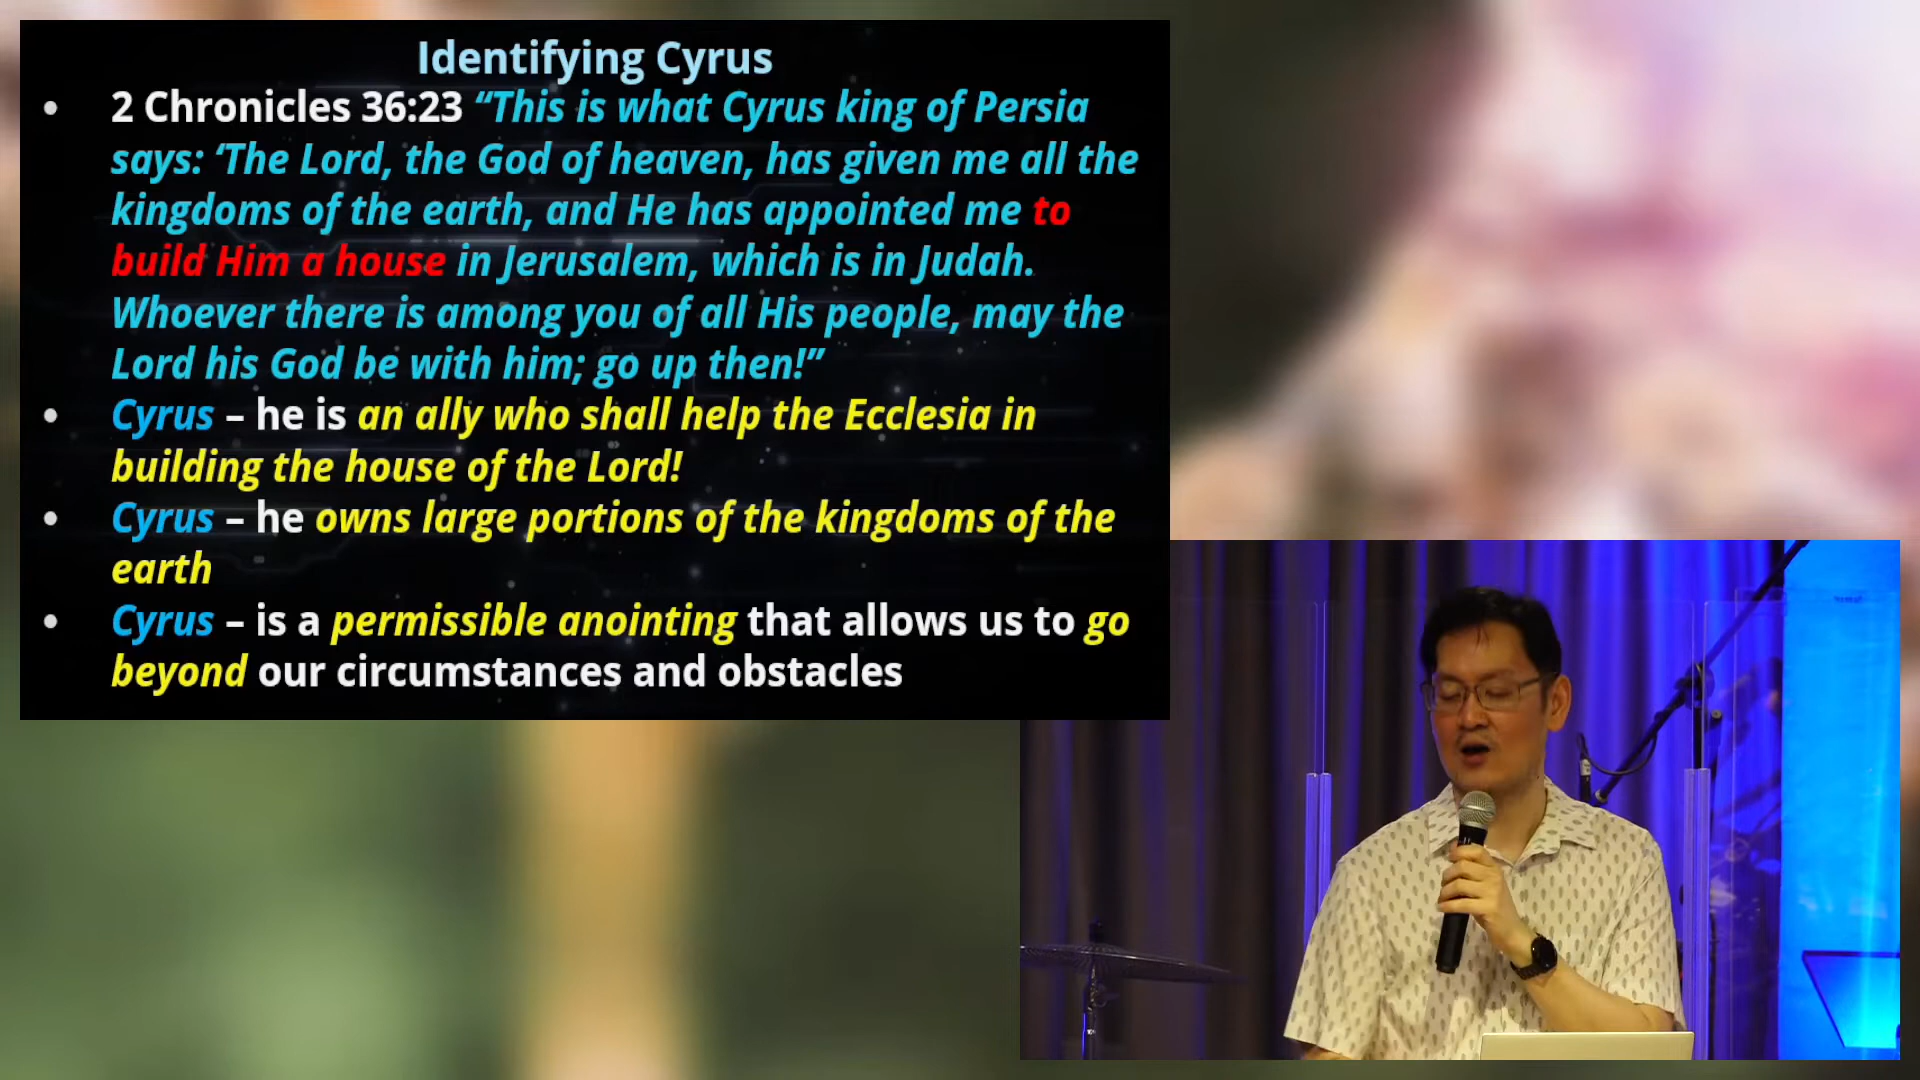 Identifying Cyrus
• 2 Chronicles 36:23 “This is what Cyrus king of Persia
says: ‘The Lord, the God of heaven, has given me all the
kingdoms of the earth, and He has appointed me to
build Him a house in Jerusalem, which is in Judah.
Whoever there is among you of all His people, may the
Lord his God be with him; go up then!”
• Cyrus – he is an ally who shall help the Ecclesia in
building the house of the Lord!
• Cyrus – he owns large portions of the kingdoms of the
earth
• Cyrus – is a permissible anointing that allows us to go
beyond our circumstances and obstacles